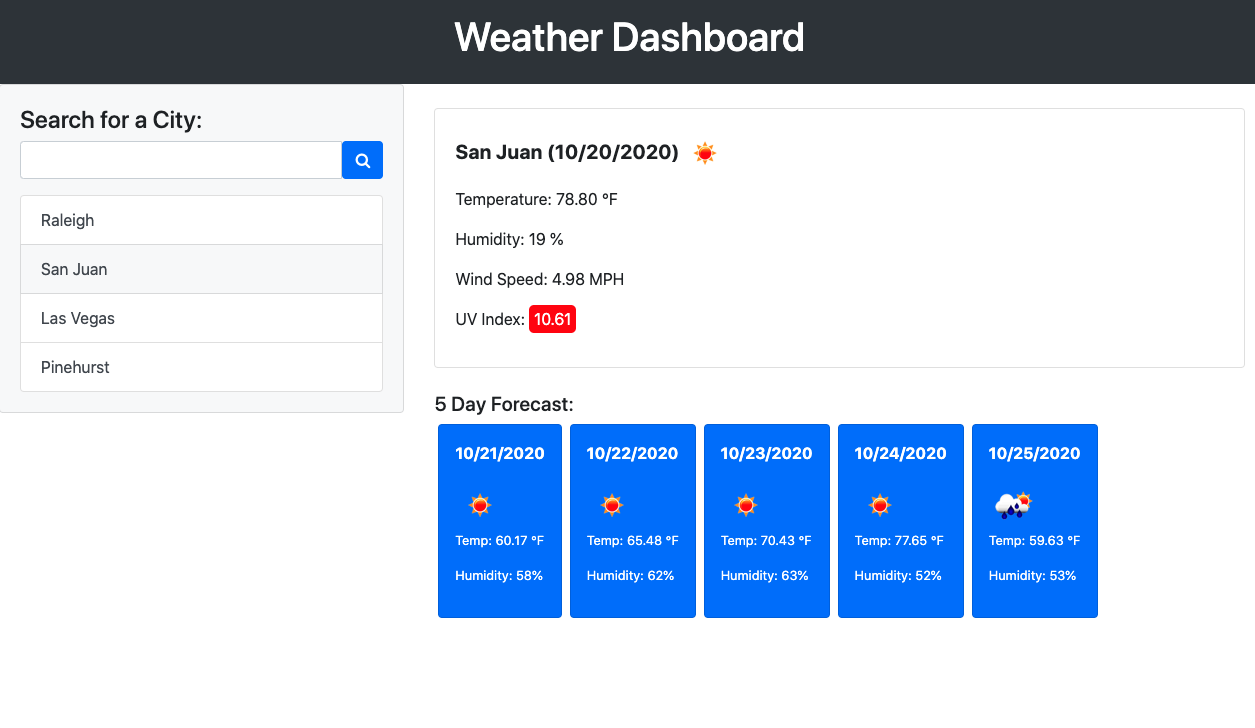 Weather Dashboard
Search for a City:
Raleigh
San Juan
Las Vegas
Pinehurst
San Juan (10/20/2020)
Temperature: 78.80 °F
Humidity: 19 %
Wind Speed: 4.98 MPH
UV Index: 10.61
5 Day Forecast:
10/21/2020
Temp: 60.17 °F
Humidity: 58%
10/22/2020
Temp: 65.48 °F
Humidity: 62%
10/23/2020
Temp: 70.43 °F
Humidity: 63%
10/24/2020
Temp: 77.65 °F
Humidity: 52%
10/25/2020
Temp: 59.63 °F
Humidity: 53%